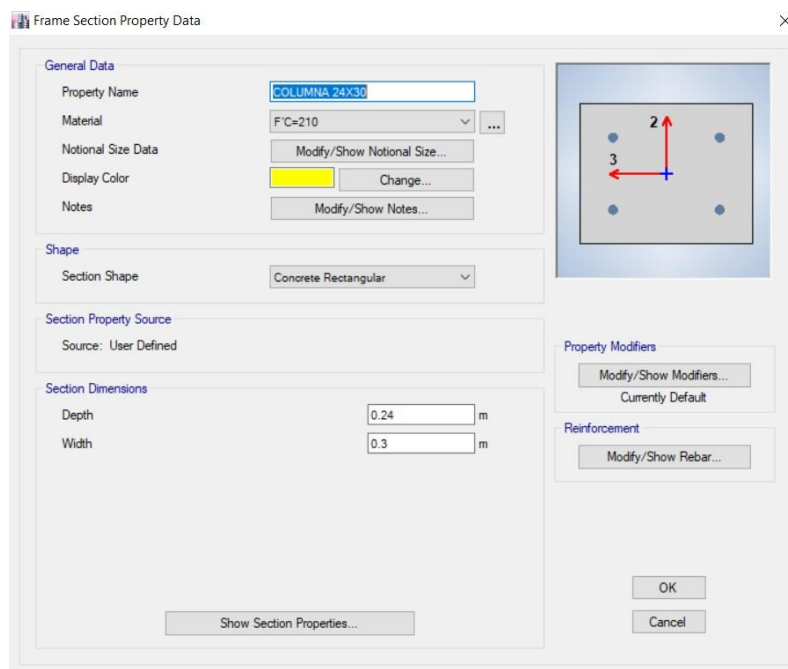 Frame Section Property Data
General Data
Property Name COLUMNA 24X30
Material F'C=210 ...
Notional Size Data Modify/Show Notional Size...
Display Color Change...
Notes Modify/Show Notes...
Shape
Section Shape Concrete Rectangular
Section Property Source
Source: User Defined
Section Dimensions
Depth 0.24 m
Width 0.3 m
Show Section Properties...
2
3
Property Modifiers
Modify/Show Modifiers...
Currently Default
Reinforcement
Modify/Show Rebar...
OK
Cancel